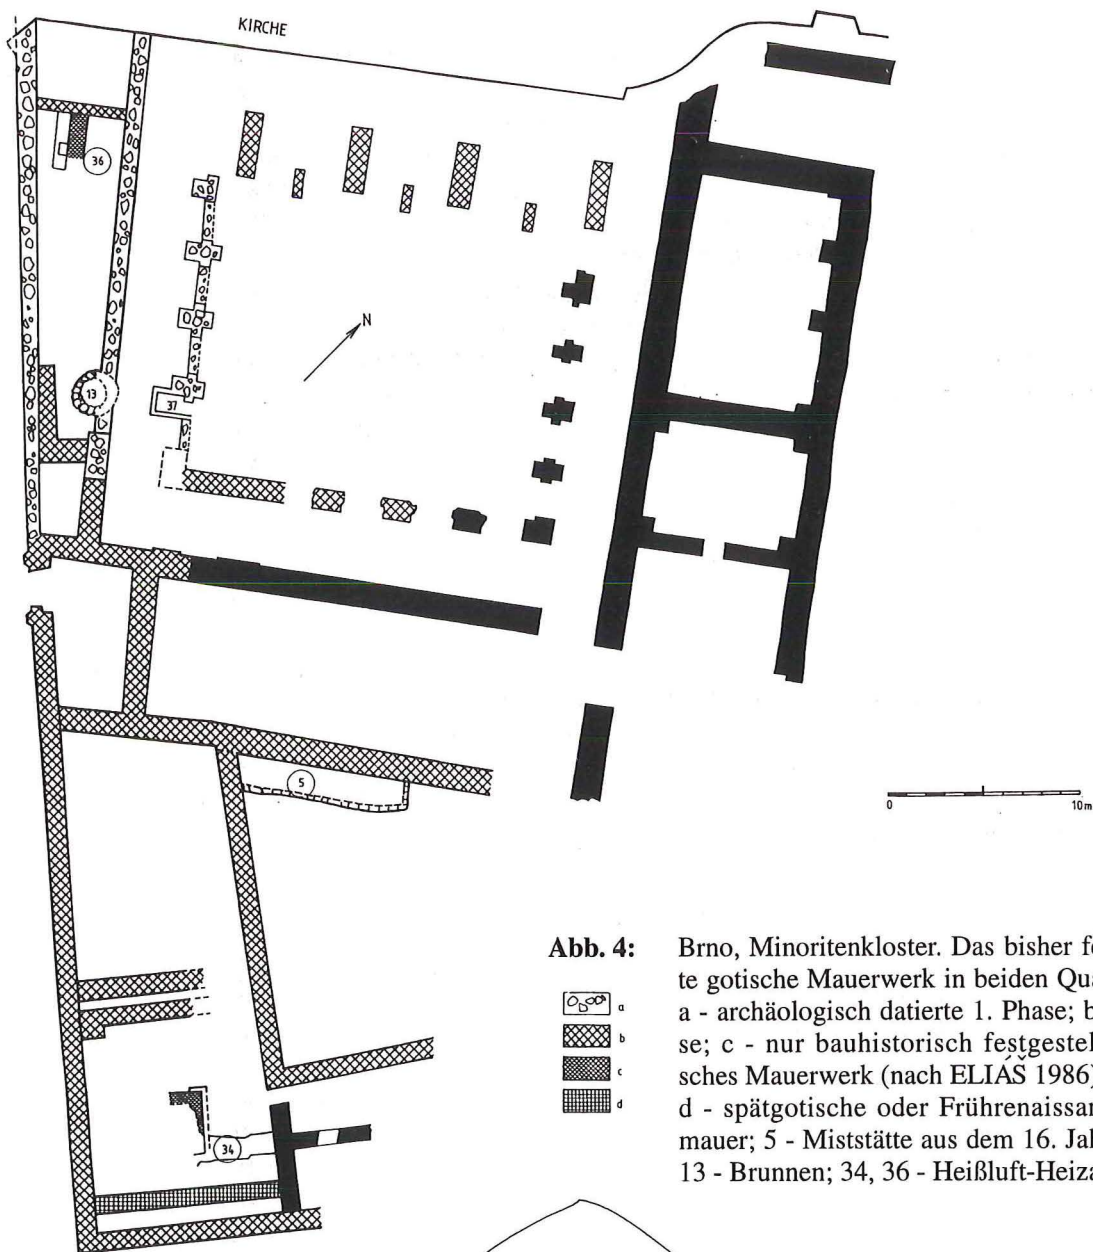 KIRCHE
36
N
13
37
5
0 10m
34
Abb. 4: Brno, Minoritenkloster. Das bisher fe
te gotische Mauerwerk in beiden Qua
a a - archäologisch datierte 1. Phase; b
b se; c - nur bauhistorisch festgestel
c sches Mauerwerk (nach ELIÁŠ 1986)
d d - spätgotische oder Frührenaissan
mauer; 5 - Miststätte aus dem 16. Jal
13 - Brunnen; 34, 36 - Heißluft-Heiza